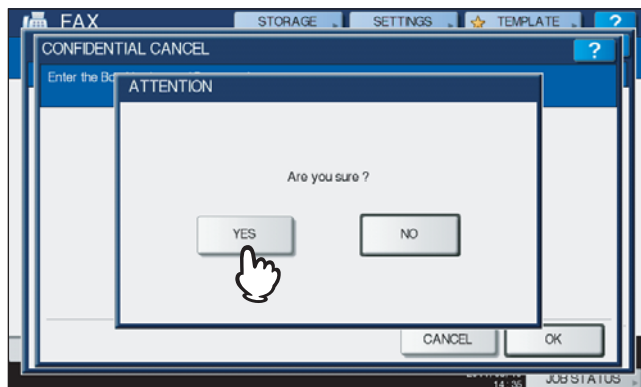 FAX STORAGE SETTINGS TEMPLATE ?
CONFIDENTIAL CANCEL ?
Enter the
ATTENTION
Are you sure ?
YES NO
CANCEL OK
14:35 JOB STATUS